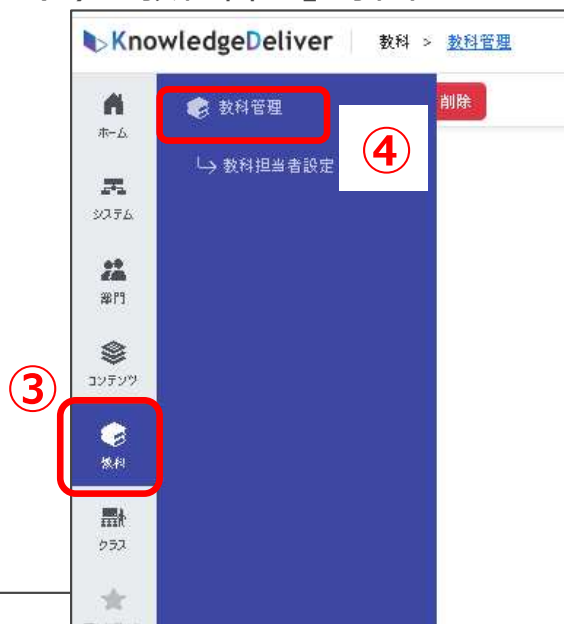 KnowledgeDeliver 教科 > 教科管理
ホーム
教科管理
削除
④
教科担当者設定
システム
部門
コンテンツ
③
教科
クラス